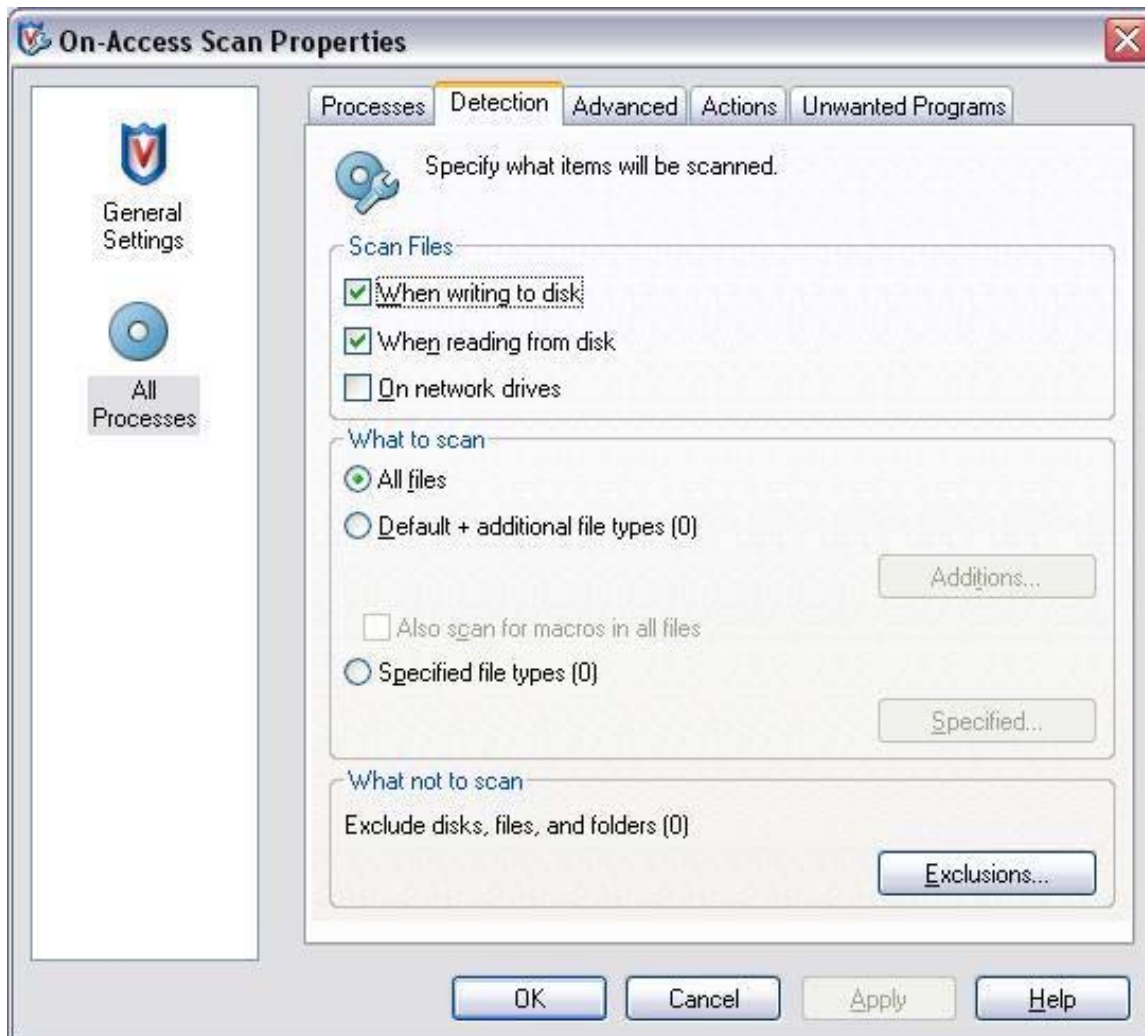 On-Access Scan Properties
General
Settings
All
Processes
Processes
Detection
Advanced
Actions
Unwanted Programs
Specify what items will be scanned.
Scan Files
When writing to disk
When reading from disk
On network drives
What to scan
All files
Default + additional file types (0)
Additions...
Also scan for macros in all files
Specified file types (0)
Specified...
What not to scan
Exclude disks, files, and folders (0)
Exclusions...
OK
Cancel
Apply
Help